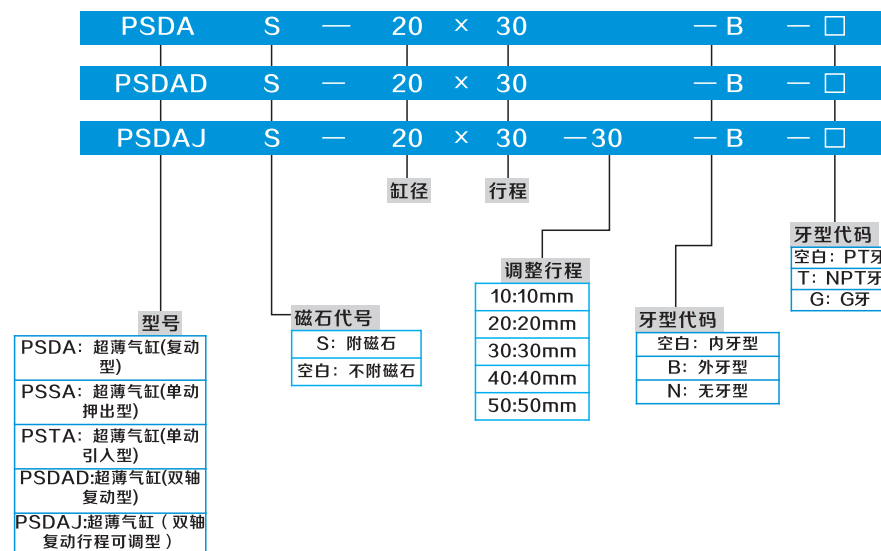 PSDA S — 20 × 30 — B — □
PSDAD S — 20 × 30 — B — □
PSDAJ S — 20 × 30 — 30 — B — □
缸径
行程
牙型代码
空白：PT牙
T：NPT牙
G：G牙
调整行程
10:10mm
20:20mm
30:30mm
40:40mm
50:50mm
磁石代号
S：附磁石
空白：不附磁石
牙型代码
空白：内牙型
B：外牙型
N：无牙型
型号
PSDA：超薄气缸(复动
型)
PSSA：超薄气缸(单动
押出型)
PSTA：超薄气缸(单动
引入型)
PSDAD:超薄气缸(双轴
复动型)
PSDAJ:超薄气缸（双轴
复动行程可调型）